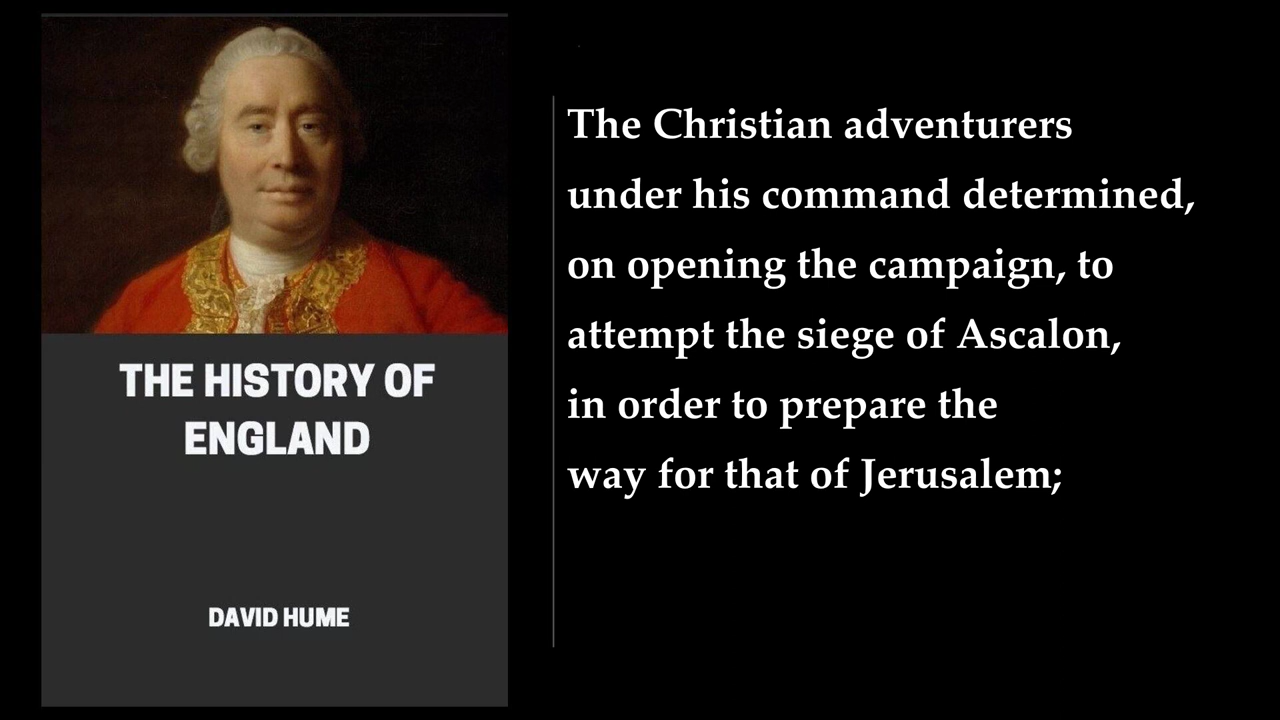 THE HISTORY OF
ENGLAND
DAVID HUME
The Christian adventurers
under his command determined,
on opening the campaign, to
attempt the siege of Ascalon,
in order to prepare the
way for that of Jerusalem;